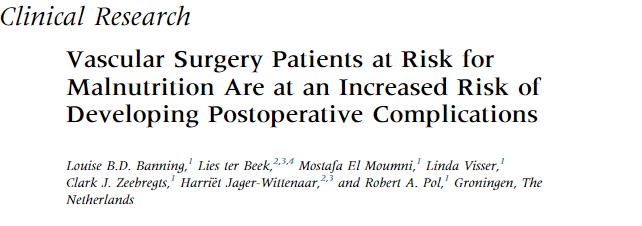 Clinical Research
Vascular Surgery Patients at Risk for
Malnutrition Are at an Increased Risk of
Developing Postoperative Complications
Louise B.D. Banning,1 Lies ter Beek,2,3,4 Mostafa El Moumni,1 Linda Visser,1
Clark J. Zeebregts,1 Harriët Jager-Wittenaar,2,3 and Robert A. Pol,1 Groningen, The
Netherlands